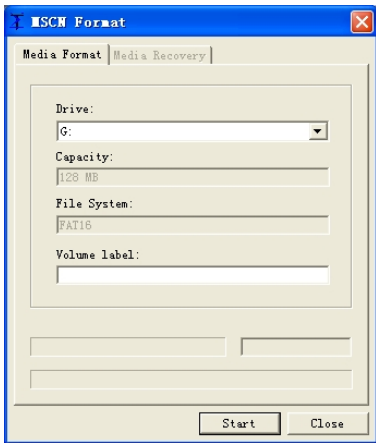 MSCN Format
Media Format Media Recovery
Drive:
G:
Capacity:
128 MB
File System:
FAT16
Volume label:
Start Close